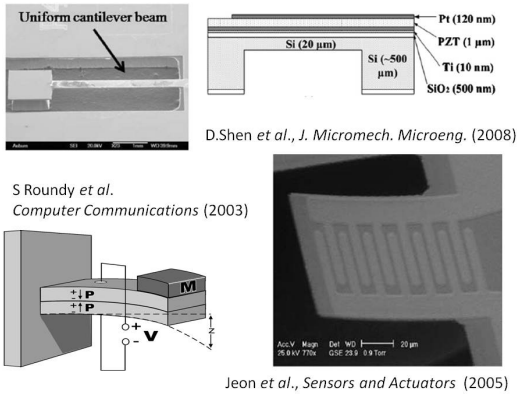 Uniform cantilever beam
Pt (120 nm)
PZT (1 µm)
Ti (10 nm)
SiO₂ (500 nm)
Si (20 µm)
Si (~500
µm)
D.Shen et al., J. Micromech. Microeng. (2008)
S Roundy et al.
Computer Communications (2003)
M
+
-
P
+
-
P
+
V
-
z
Acc.V Magn Det WD 20 µm
25.0 kV 770x GSE 23.9 0.9 Torr
Jeon et al., Sensors and Actuators (2005)